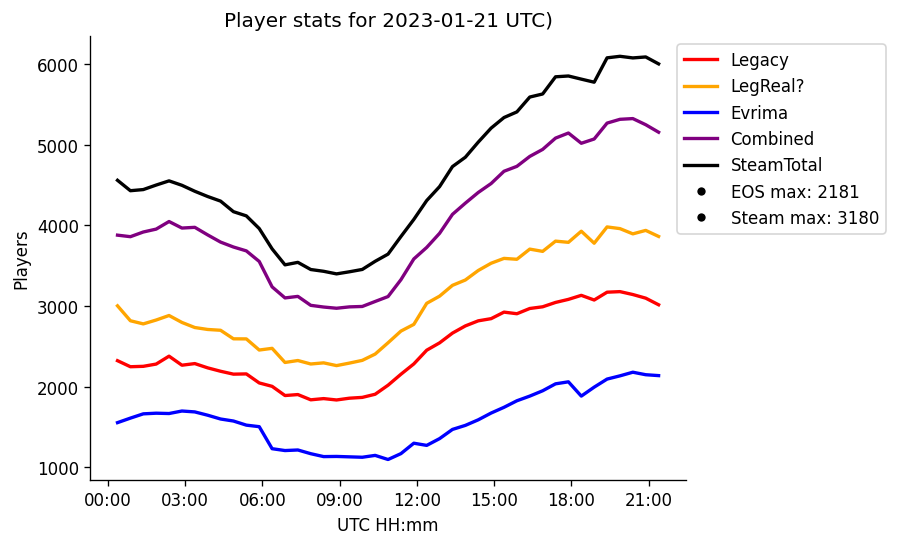 Player stats for 2023-01-21 UTC)
6000
5000
4000
3000
2000
1000
Players
00:00 03:00 06:00 09:00 12:00 15:00 18:00 21:00
UTC HH:mm
Legacy
LegReal?
Evrima
Combined
SteamTotal
EOS max: 2181
Steam max: 3180